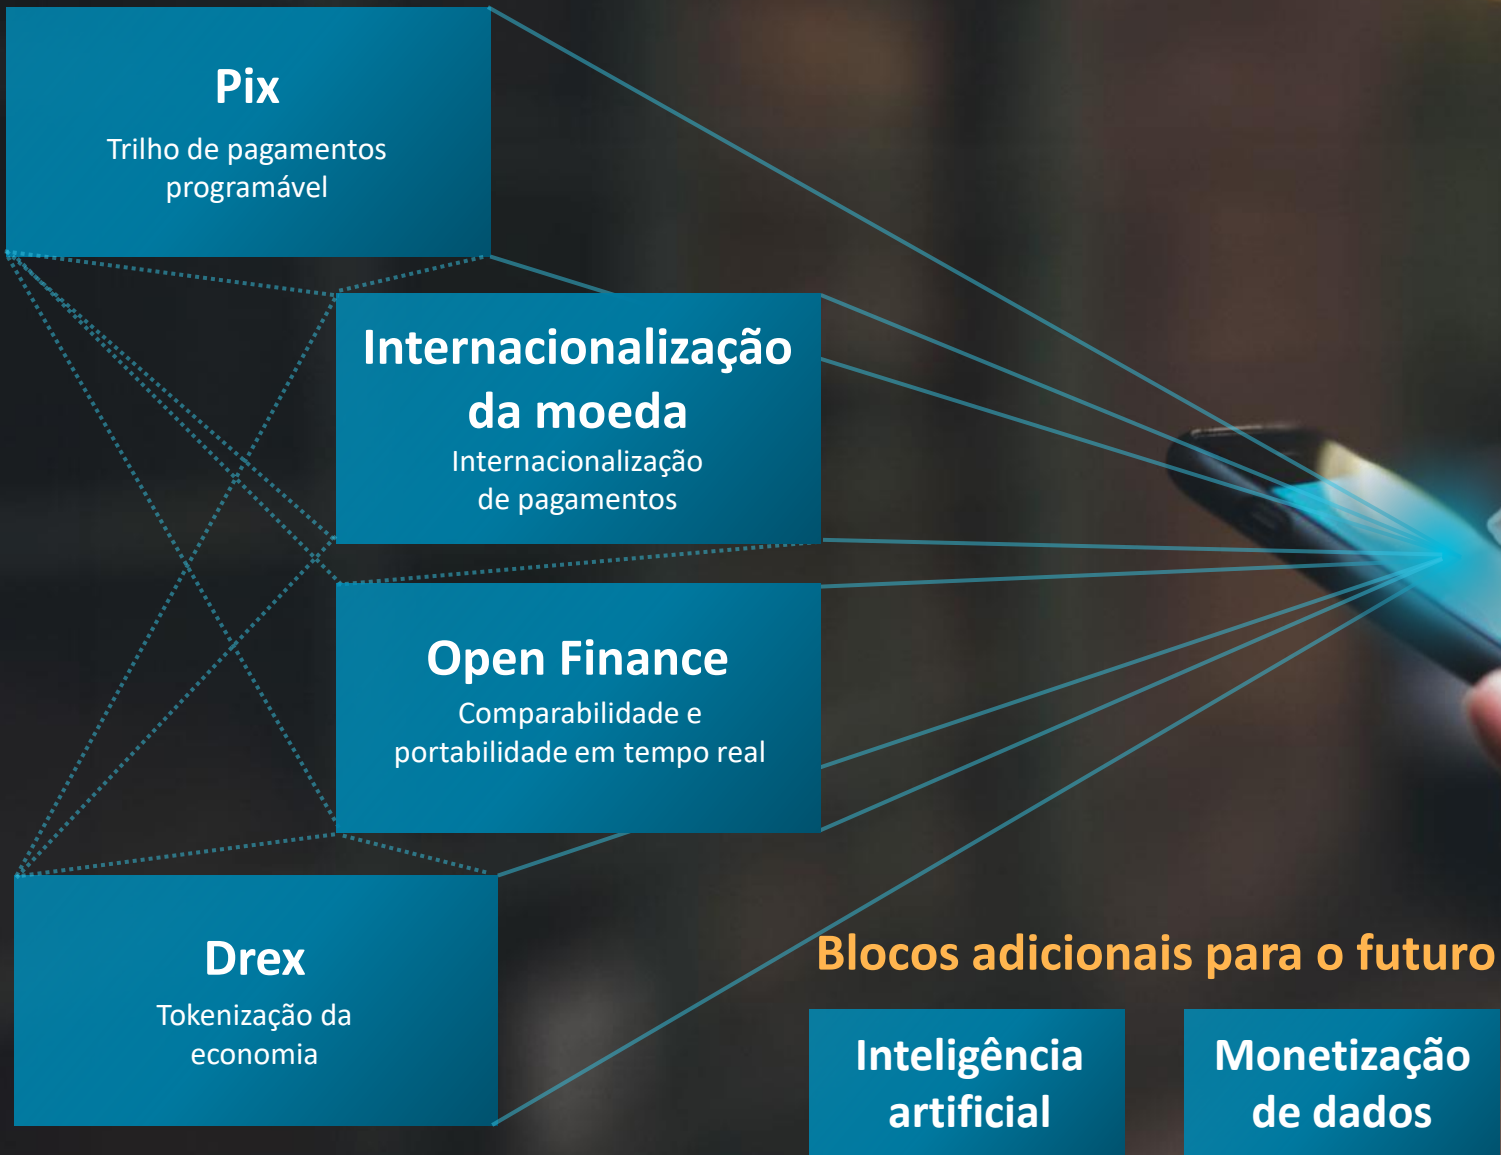 Pix
Trilho de pagamentos
programável
Internacionalização
da moeda
Internacionalização
de pagamentos
Open Finance
Comparabilidade e
portabilidade em tempo real
Drex
Tokenização da
economia
Blocos adicionais para o futuro
Inteligência
artificial
Monetização
de dados